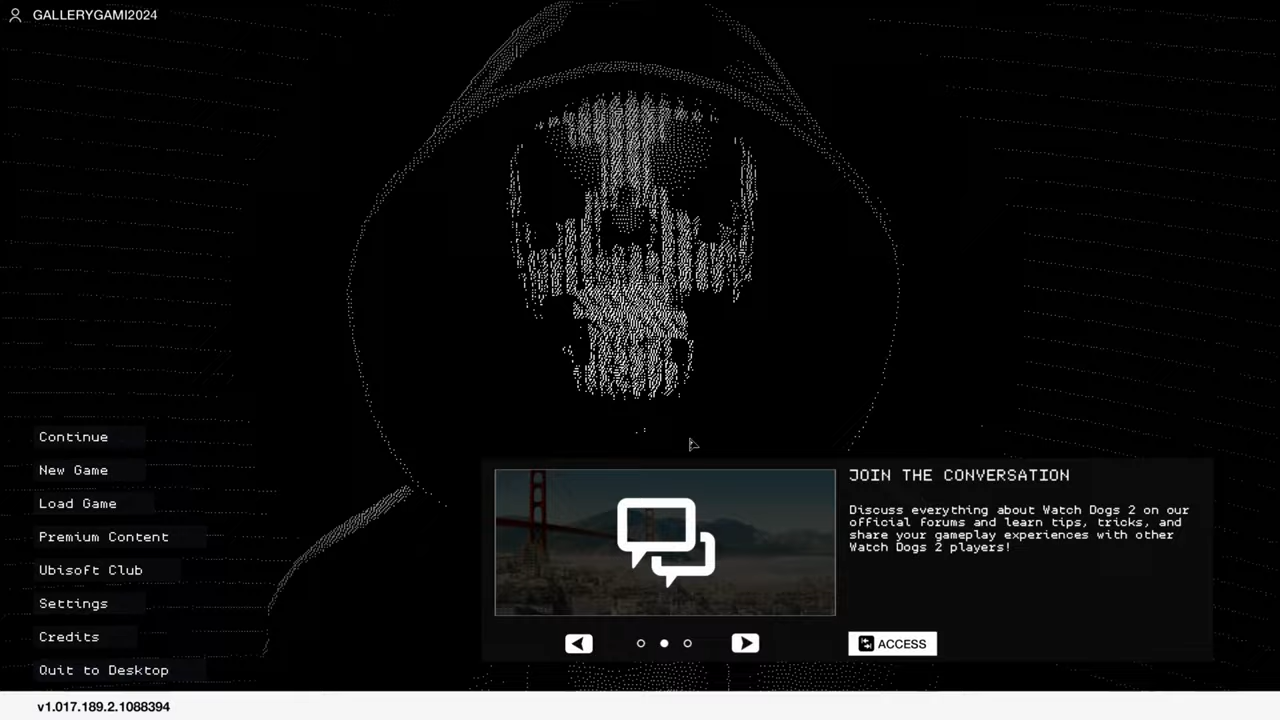 GALLERYGAMI2024
Continue
New Game
Load Game
Premium Content
Ubisoft Club
Settings
Credits
Quit to Desktop
JOIN THE CONVERSATION
Discuss everything about Watch Dogs 2 on our
official forums and learn tips, tricks, and
share your gameplay experiences with other
Watch Dogs 2 players!
ACCESS
v1.017.189.2.1088394